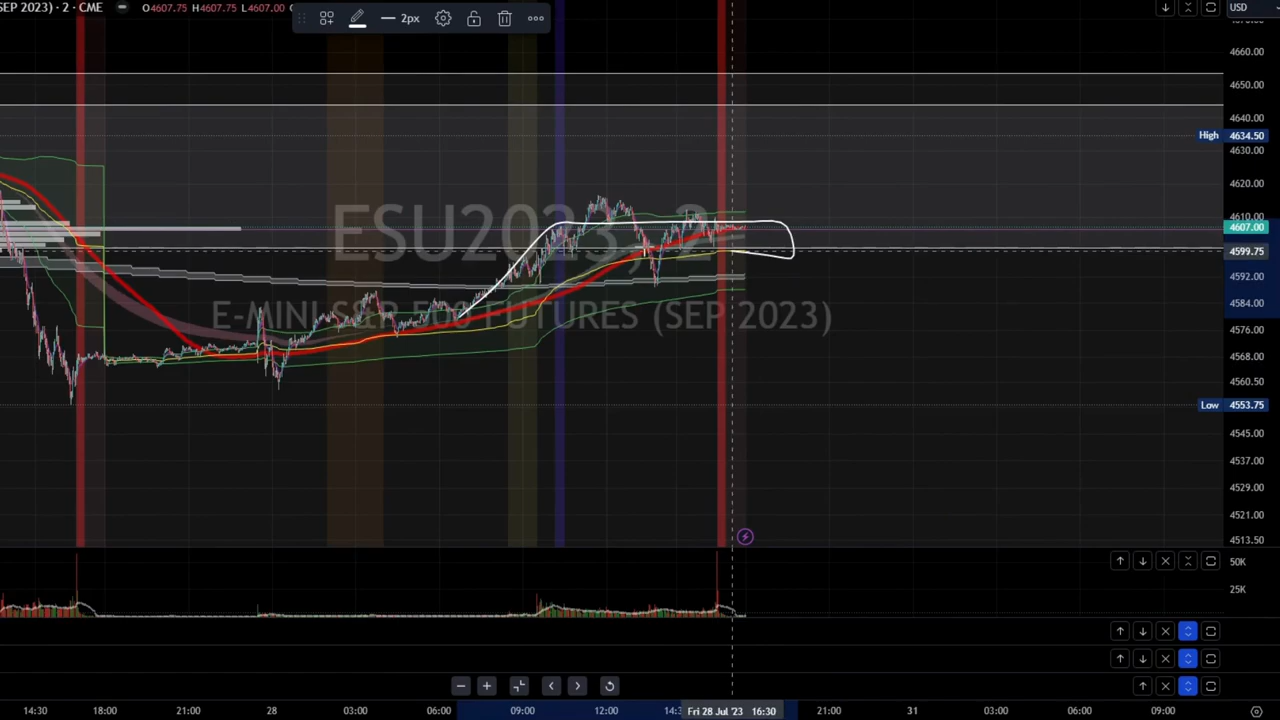 SEP 2023) · 2 · CME O4607.75 H4607.75 L4607.00
2px
USD
4660.00
4650.00
4640.00
High 4634.50
4630.00
4620.00
4610.00
4607.00
4599.75
4592.00
4584.00
4576.00
4568.00
4560.50
Low 4553.75
4545.00
4537.00
4529.00
4521.00
4513.50
ESU2023, 2
E-MINI S&P 500 FUTURES (SEP 2023)
50K
25K
14:30 18:00 21:00 28 03:00 06:00 09:00 12:00 14:3 Fri 28 Jul '23 16:30 21:00 31 03:00 06:00 09:00